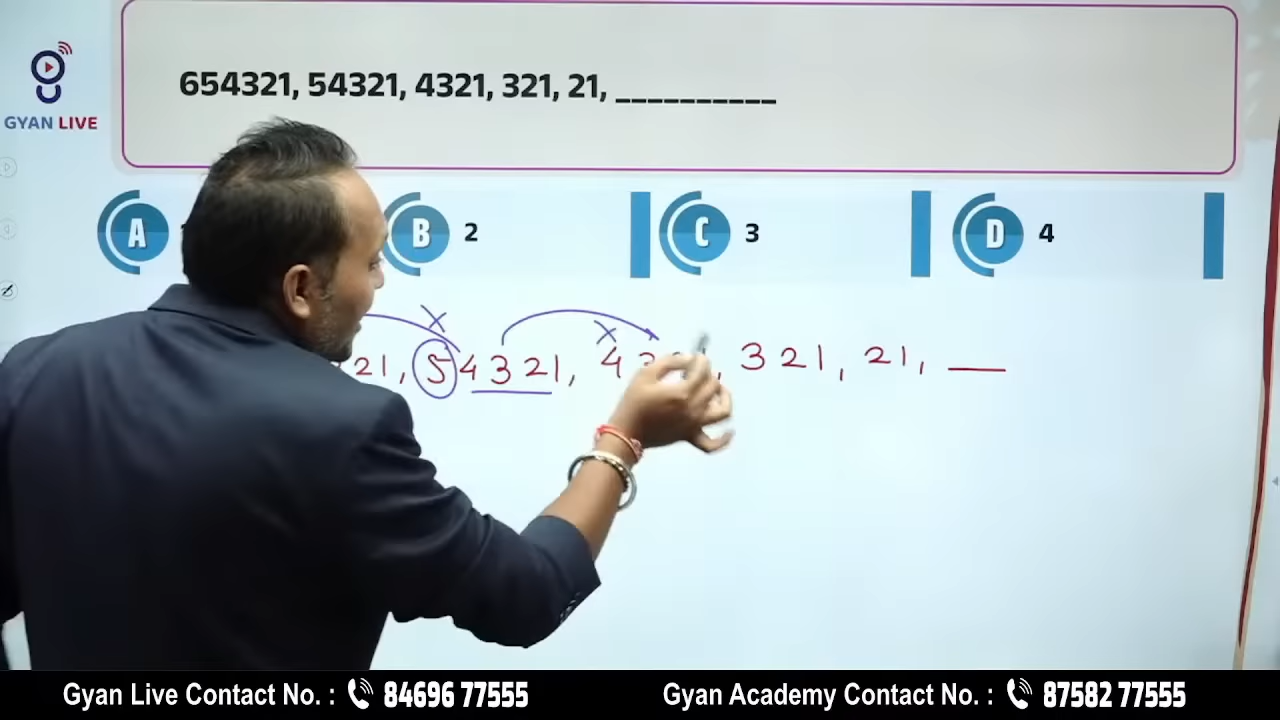 654321, 54321, 4321, 321, 21, __________
GYAN LIVE
A
B 2
C 3
D 4
21, 54321, 4 , 321, 21, __
Gyan Live Contact No. : 84696 77555
Gyan Academy Contact No. : 87582 77555